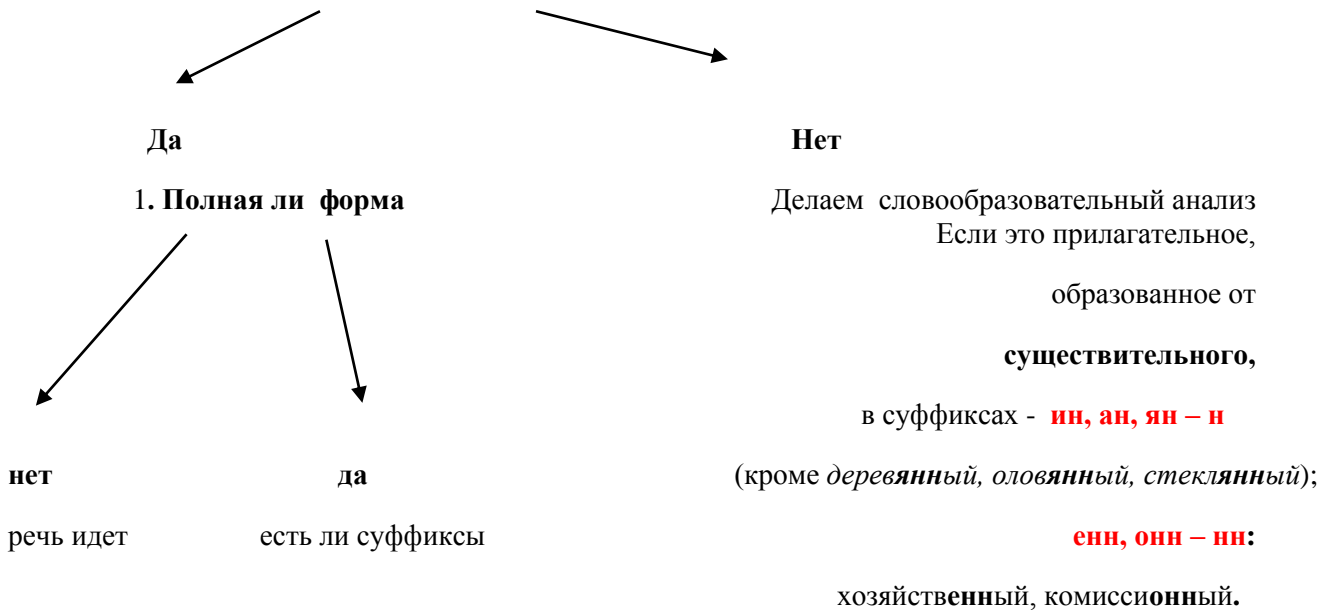 Да
Нет
1. Полная ли форма
Делаем словообразовательный анализ
Если это прилагательное,
образованное от
существительного,
в суффиксах - ин, ан, ян – н
нет
да
(кроме деревянный, оловянный, стеклянный);
речь идет
есть ли суффиксы
енн, онн – нн:
хозяйственный, комиссионный.